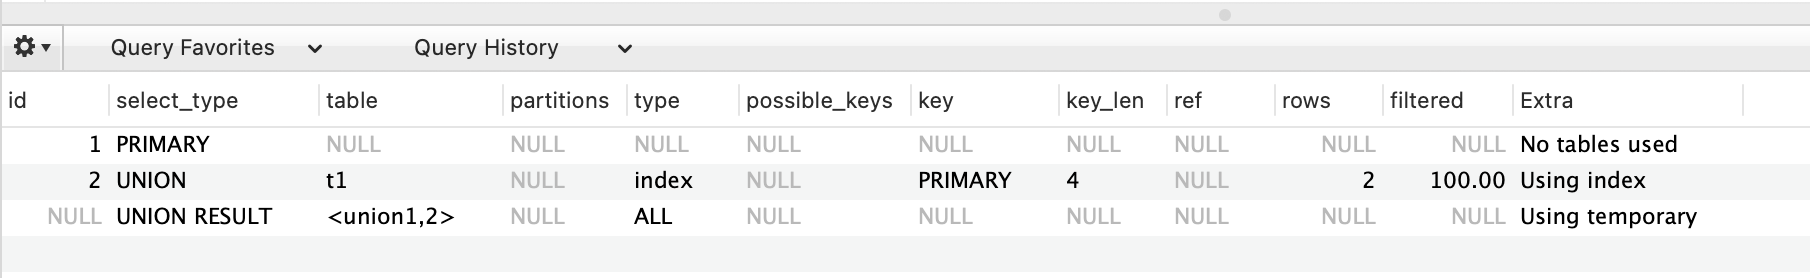 Query Favorites Query History
id select_type table partitions type possible_keys key key_len ref rows filtered Extra
1 PRIMARY NULL NULL NULL NULL NULL NULL NULL NULL NULL No tables used
2 UNION t1 NULL index NULL PRIMARY 4 NULL 2 100.00 Using index
NULL UNION RESULT <union1,2> NULL ALL NULL NULL NULL NULL NULL NULL Using temporary